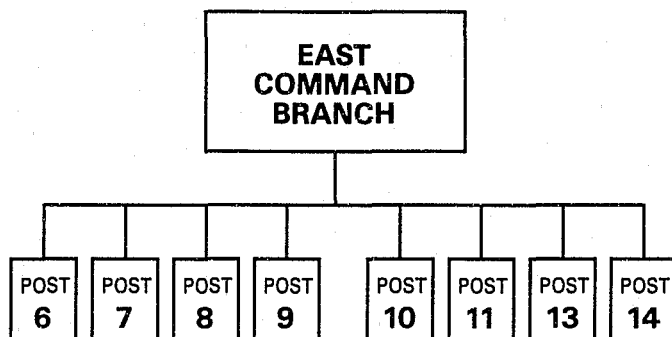 EAST
COMMAND
BRANCH
POST POST POST POST POST POST POST POST
6 7 8 9 10 11 13 14